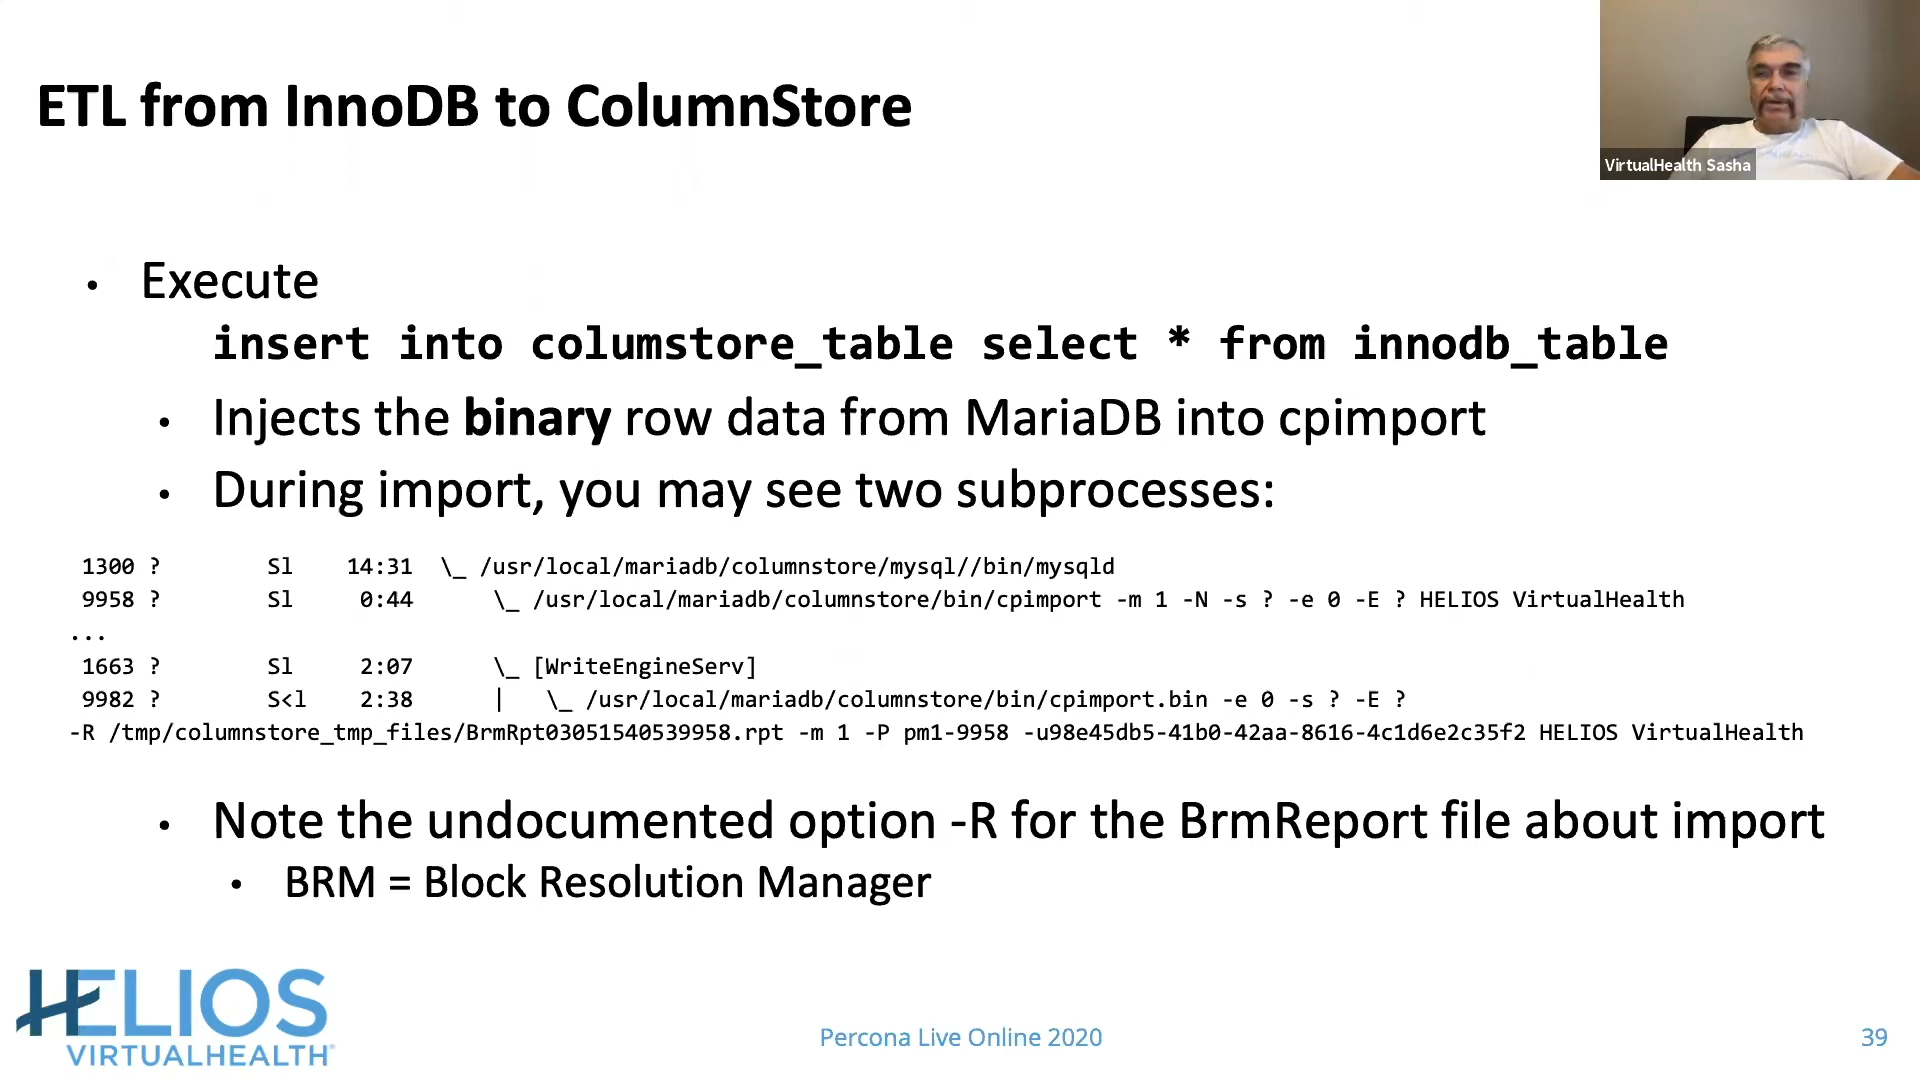 ETL from InnoDB to ColumnStore
VirtualHealth Sasha
• Execute
insert into columstore_table select * from innodb_table
• Injects the binary row data from MariaDB into cpimport
• During import, you may see two subprocesses:
1300 ? Sl 14:31 \_ /usr/local/mariadb/columnstore/mysql//bin/mysqld
9958 ? Sl 0:44 \_ /usr/local/mariadb/columnstore/bin/cpimport -m 1 -N -s ? -e 0 -E ? HELIOS VirtualHealth
...
1663 ? Sl 2:07 \_ [WriteEngineServ]
9982 ? S<l 2:38 | \_ /usr/local/mariadb/columnstore/bin/cpimport.bin -e 0 -s ? -E ?
-R /tmp/columnstore_tmp_files/BrmRpt03051540539958.rpt -m 1 -P pm1-9958 -u98e45db5-41b0-42aa-8616-4c1d6e2c35f2 HELIOS VirtualHealth
• Note the undocumented option -R for the BrmReport file about import
• BRM = Block Resolution Manager
HELIOS
VIRTUALHEALTH
Percona Live Online 2020
39